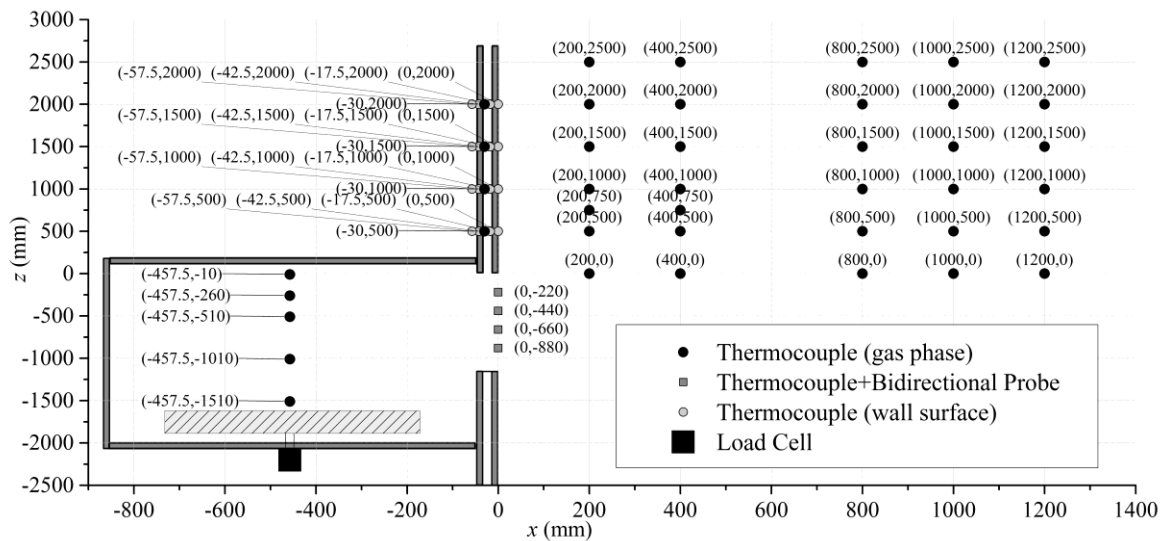 3000
2500
2000
1500
1000
500
0
-500
-1000
-1500
-2000
-2500
z (mm)
(-57.5,2000) (-42.5,2000) (-17.5,2000) (0,2000)
(-30,2000)
(-57.5,1500) (-42.5,1500) (-17.5,1500) (0,1500)
(-30,1500)
(-57.5,1000) (-42.5,1000) (-17.5,1000) (0,1000)
(-30,1000)
(-57.5,500) (-42.5,500) (-17.5,500) (0,500)
(-30,500)
(200,2500) (400,2500) (800,2500) (1000,2500) (1200,2500)
(200,2000) (400,2000) (800,2000) (1000,2000) (1200,2000)
(200,1500) (400,1500) (800,1500) (1000,1500) (1200,1500)
(200,1000) (400,1000) (800,1000) (1000,1000) (1200,1000)
(200,750) (400,750)
(200,500) (400,500) (800,500) (1000,500) (1200,500)
(200,0) (400,0) (800,0) (1000,0) (1200,0)
(-457.5,-10)
(-457.5,-260)
(-457.5,-510)
(-457.5,-1010)
(-457.5,-1510)
(0,-220)
(0,-440)
(0,-660)
(0,-880)
Thermocouple (gas phase)
Thermocouple+Bidirectional Probe
Thermocouple (wall surface)
Load Cell
-800 -600 -400 -200 0 200 400 600 800 1000 1200 1400
x (mm)